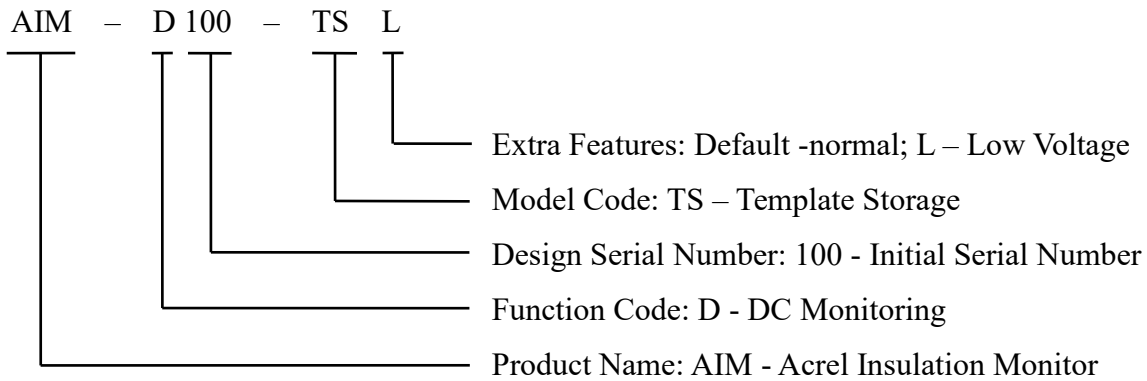 AIM – D 100 – TS L
Extra Features: Default -normal; L – Low Voltage
Model Code: TS – Template Storage
Design Serial Number: 100 - Initial Serial Number
Function Code: D - DC Monitoring
Product Name: AIM - Acrel Insulation Monitor